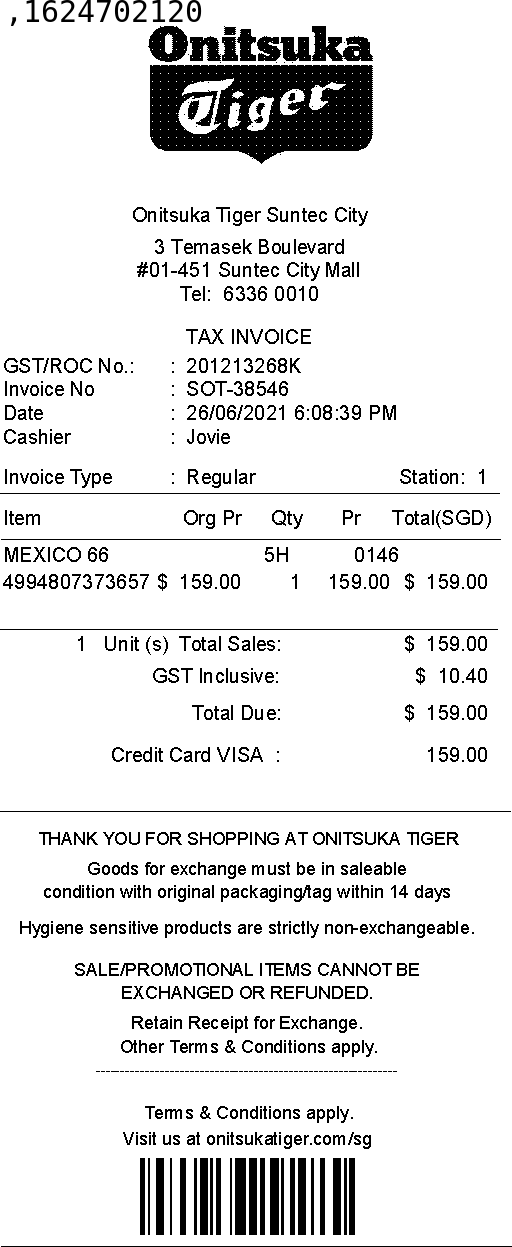 ,1624702120
Onitsuka
Tiger
Onitsuka Tiger Suntec City
3 Temasek Boulevard
#01-451 Suntec City Mall
Tel: 6336 0010
TAX INVOICE
GST/ROC No.: : 201213268K
Invoice No : SOT-38546
Date : 26/06/2021 6:08:39 PM
Cashier : Jovie
Invoice Type : Regular Station: 1
Item Org Pr Qty Pr Total(SGD)
MEXICO 66 5H 0146
4994807373657 $ 159.00 1 159.00 $ 159.00
1 Unit (s) Total Sales: $ 159.00
GST Inclusive: $ 10.40
Total Due: $ 159.00
Credit Card VISA : 159.00
THANK YOU FOR SHOPPING AT ONITSUKA TIGER
Goods for exchange must be in saleable
condition with original packaging/tag within 14 days
Hygiene sensitive products are strictly non-exchangeable.
SALE/PROMOTIONAL ITEMS CANNOT BE
EXCHANGED OR REFUNDED.
Retain Receipt for Exchange.
Other Terms & Conditions apply.
Terms & Conditions apply.
Visit us at onitsukatiger.com/sg